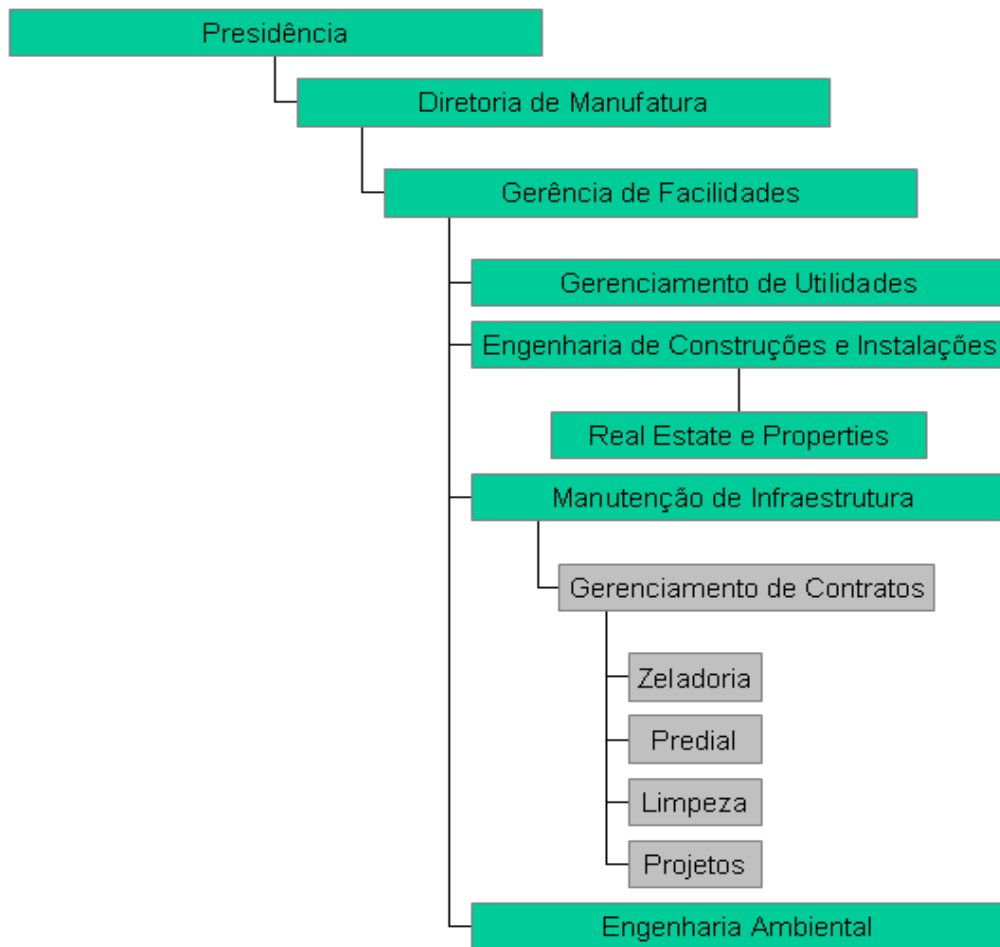 Presidência
Diretoria de Manufatura
Gerência de Facilidades
Gerenciamento de Utilidades
Engenharia de Construções e Instalações
Real Estate e Properties
Manutenção de Infraestrutura
Gerenciamento de Contratos
Zeladoria
Predial
Limpeza
Projetos
Engenharia Ambiental